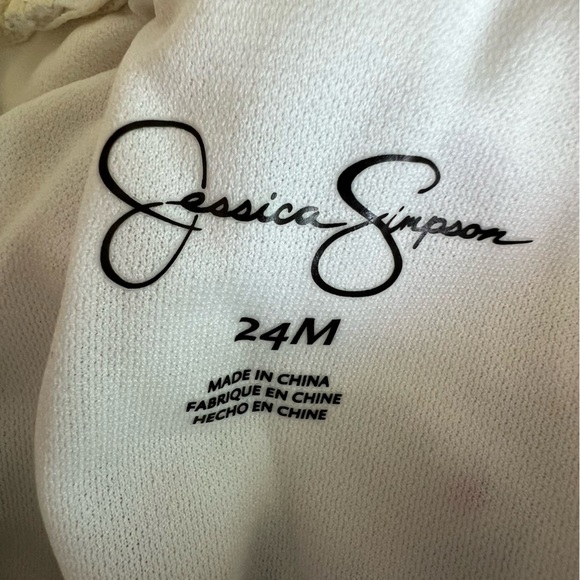 Jessica Simpson
24M
MADE IN CHINA
FABRIQUE EN CHINE
HECHO EN CHINE